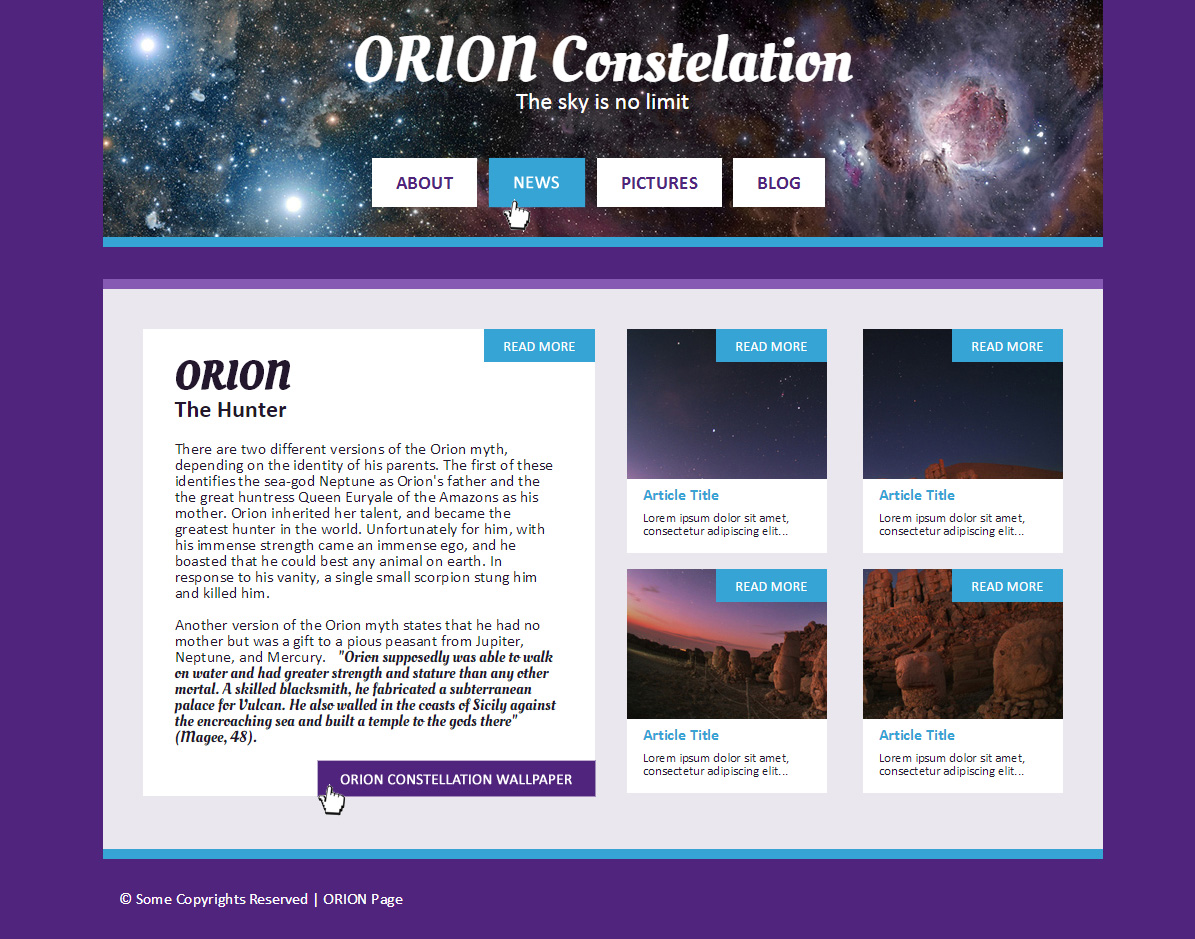 ORION Constelation
The sky is no limit
ABOUT
NEWS
PICTURES
BLOG
READ MORE
ORION
The Hunter
There are two different versions of the Orion myth,
depending on the identity of his parents. The first of these
identifies the sea-god Neptune as Orion's father and the
the great huntress Queen Euryale of the Amazons as his
mother. Orion inherited her talent, and became the
greatest hunter in the world. Unfortunately for him, with
his immense strength came an immense ego, and he
boasted that he could best any animal on earth. In
response to his vanity, a single small scorpion stung him
and killed him.
Another version of the Orion myth states that he had no
mother but was a gift to a pious peasant from Jupiter,
Neptune, and Mercury. "Orion supposedly was able to walk
on water and had greater strength and stature than any other
mortal. A skilled blacksmith, he fabricated a subterranean
palace for Vulcan. He also walled in the coasts of Sicily against
the encroaching sea and built a temple to the gods there"
(Magee, 48).
ORION CONSTELLATION WALLPAPER
READ MORE
Article Title
Lorem ipsum dolor sit amet,
consectetur adipiscing elit...
READ MORE
Article Title
Lorem ipsum dolor sit amet,
consectetur adipiscing elit...
READ MORE
Article Title
Lorem ipsum dolor sit amet,
consectetur adipiscing elit...
READ MORE
Article Title
Lorem ipsum dolor sit amet,
consectetur adipiscing elit...
© Some Copyrights Reserved | ORION Page